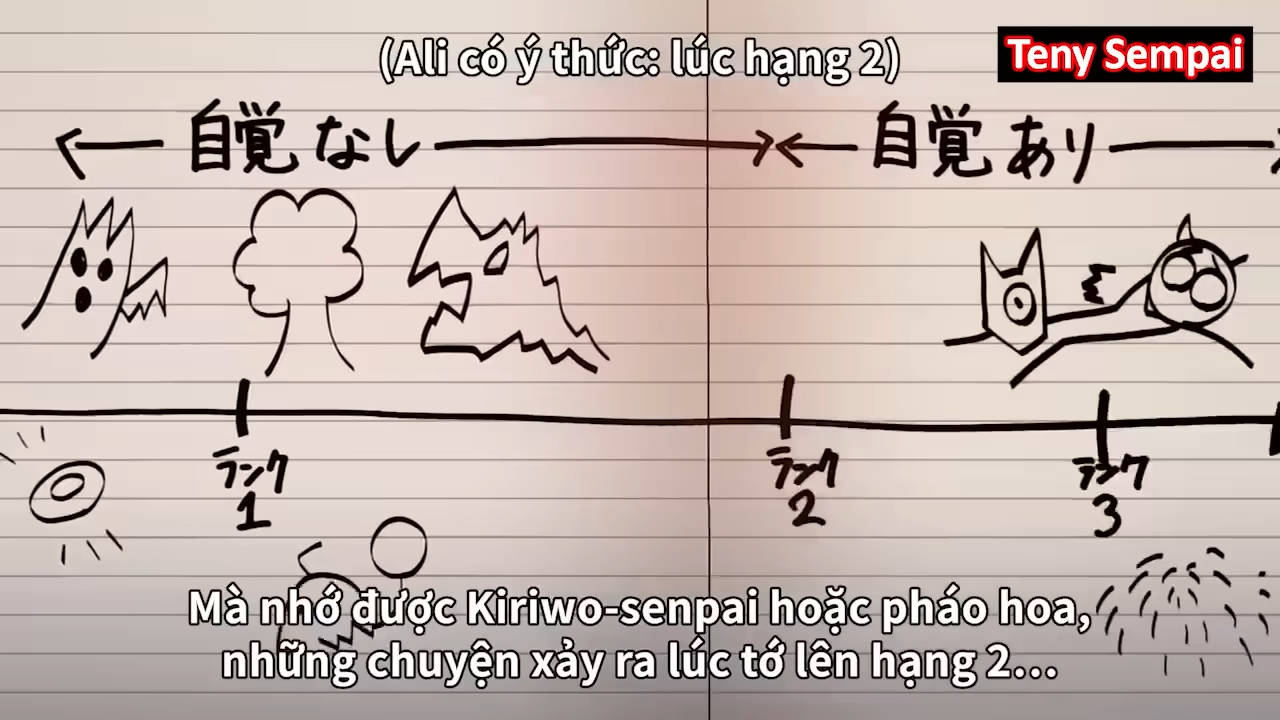 (Ali có ý thức: lúc hạng 2)
Teny Sempai
自覚なし
自覚あり
ランク
1
ランク
2
ランク
3
Mà nhớ được Kiriwo-senpai hoặc pháo hoa,
những chuyện xảy ra lúc tớ lên hạng 2...